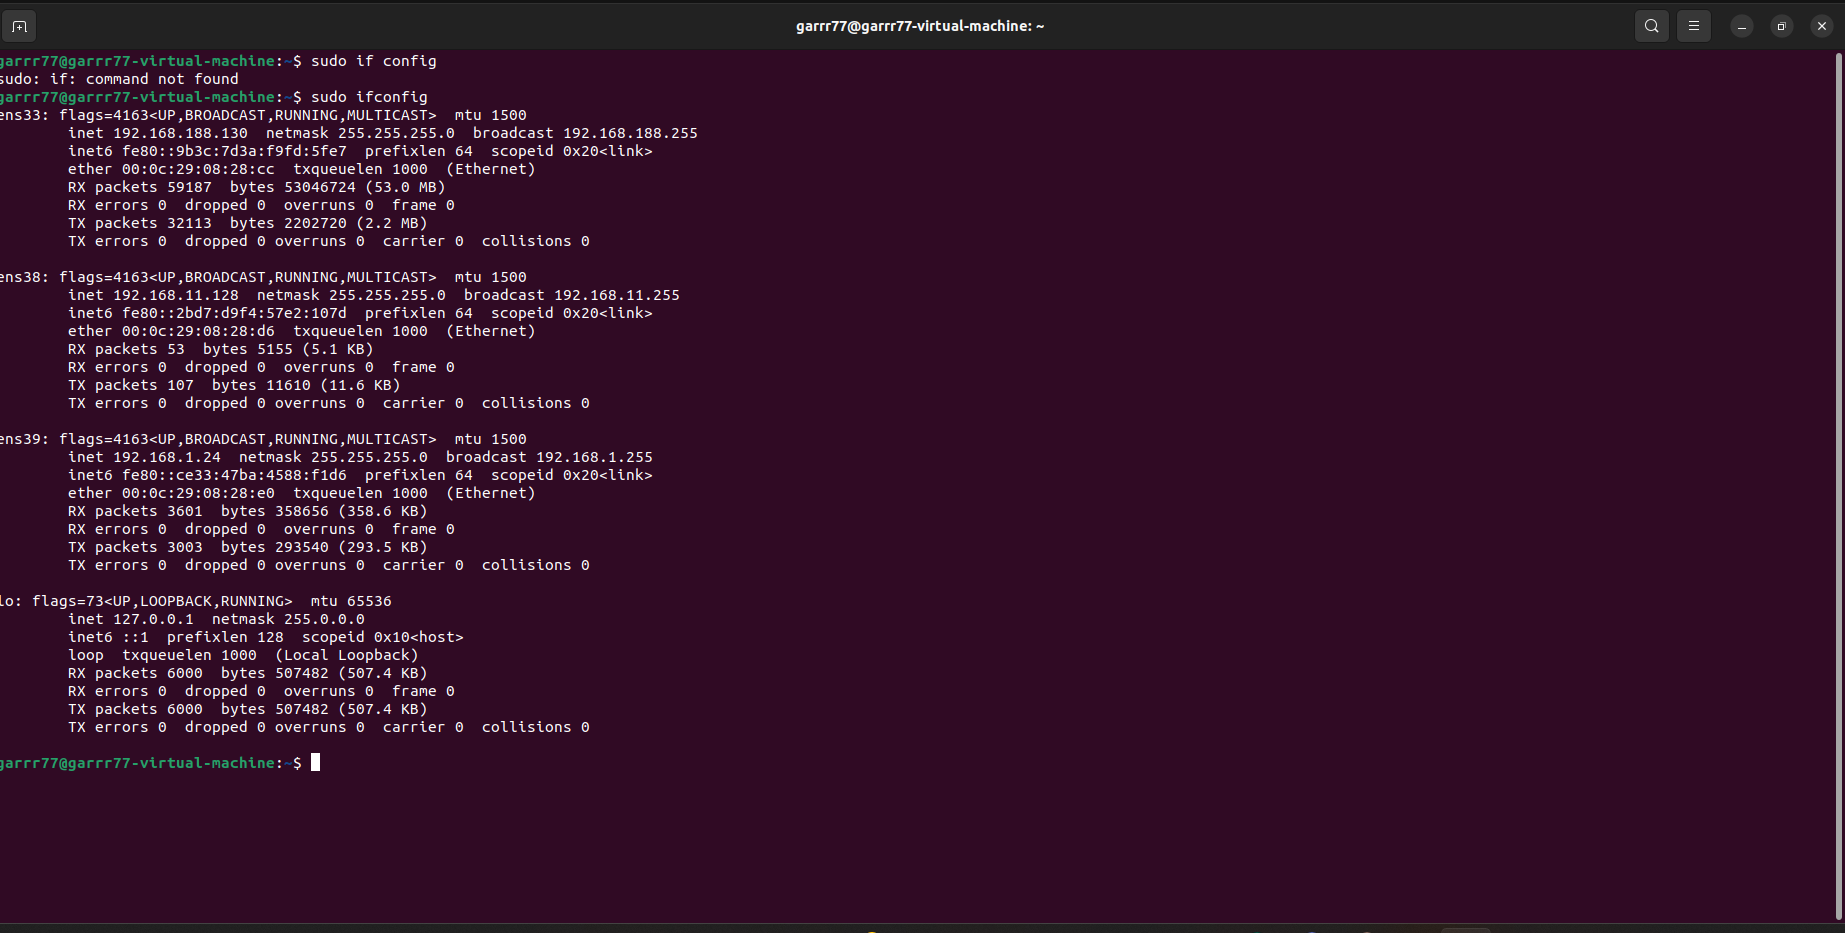 garrr77@garrr77-virtual-machine: ~
garrr77@garrr77-virtual-machine:~$ sudo if config
sudo: if: command not found
garrr77@garrr77-virtual-machine:~$ sudo ifconfig
ens33: flags=4163<UP,BROADCAST,RUNNING,MULTICAST>  mtu 1500
        inet 192.168.188.130  netmask 255.255.255.0  broadcast 192.168.188.255
        inet6 fe80::9b3c:7d3a:f9fd:5fe7  prefixlen 64  scopeid 0x20<link>
        ether 00:0c:29:08:28:cc  txqueuelen 1000  (Ethernet)
        RX packets 59187  bytes 53046724 (53.0 MB)
        RX errors 0  dropped 0  overruns 0  frame 0
        TX packets 32113  bytes 2202720 (2.2 MB)
        TX errors 0  dropped 0 overruns 0  carrier 0  collisions 0

ens38: flags=4163<UP,BROADCAST,RUNNING,MULTICAST>  mtu 1500
        inet 192.168.11.128  netmask 255.255.255.0  broadcast 192.168.11.255
        inet6 fe80::2bd7:d9f4:57e2:107d  prefixlen 64  scopeid 0x20<link>
        ether 00:0c:29:08:28:d6  txqueuelen 1000  (Ethernet)
        RX packets 53  bytes 5155 (5.1 KB)
        RX errors 0  dropped 0  overruns 0  frame 0
        TX packets 107  bytes 11610 (11.6 KB)
        TX errors 0  dropped 0 overruns 0  carrier 0  collisions 0

ens39: flags=4163<UP,BROADCAST,RUNNING,MULTICAST>  mtu 1500
        inet 192.168.1.24  netmask 255.255.255.0  broadcast 192.168.1.255
        inet6 fe80::ce33:47ba:4588:f1d6  prefixlen 64  scopeid 0x20<link>
        ether 00:0c:29:08:28:e0  txqueuelen 1000  (Ethernet)
        RX packets 3601  bytes 358656 (358.6 KB)
        RX errors 0  dropped 0  overruns 0  frame 0
        TX packets 3003  bytes 293540 (293.5 KB)
        TX errors 0  dropped 0 overruns 0  carrier 0  collisions 0

lo: flags=73<UP,LOOPBACK,RUNNING>  mtu 65536
        inet 127.0.0.1  netmask 255.0.0.0
        inet6 ::1  prefixlen 128  scopeid 0x10<host>
        loop  txqueuelen 1000  (Local Loopback)
        RX packets 6000  bytes 507482 (507.4 KB)
        RX errors 0  dropped 0  overruns 0  frame 0
        TX packets 6000  bytes 507482 (507.4 KB)
        TX errors 0  dropped 0 overruns 0  carrier 0  collisions 0

garrr77@garrr77-virtual-machine:~$